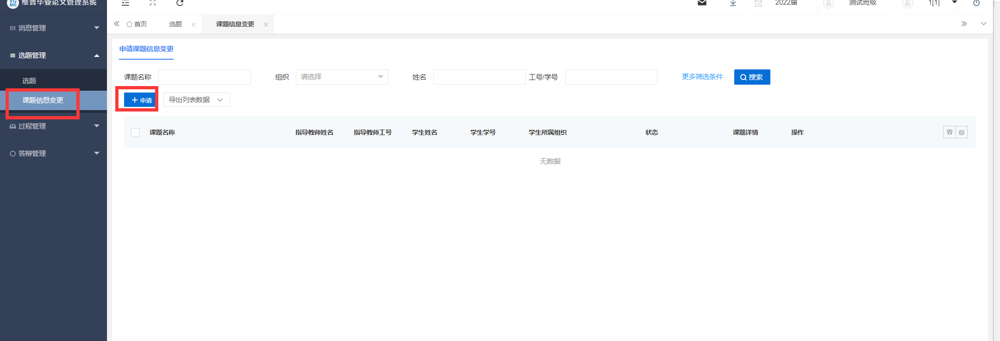 VG
MS
维普毕业论文管理系统
2022届
测试班级
1[1]
消息管理
首页
选题
课题信息变更
选题管理
申请课题信息变更
选题
课题名称
组织
请选择
姓名
工号/学号
更多筛选条件
搜索
课题信息变更
申请
导出列表数据
过程管理
课题名称
指导教师姓名
指导教师工号
学生姓名
学生学号
学生所属组织
状态
课题详情
操作
答辩管理
无数据